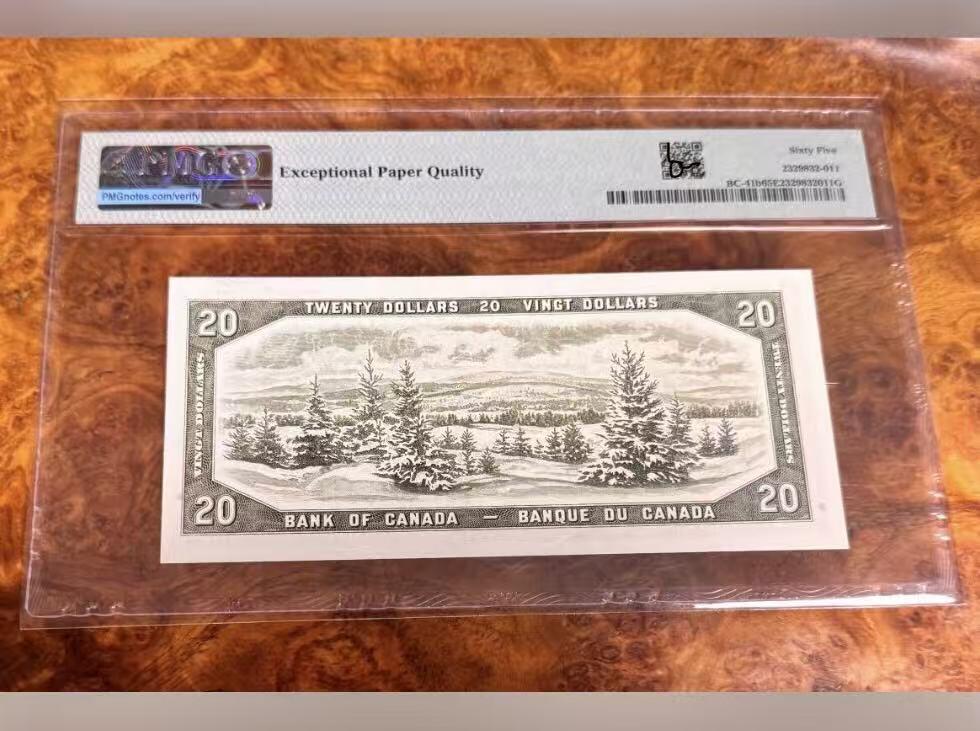 PMG
PMGnotes.com/verify
Exceptional Paper Quality
Sixty Five
2329832-011
BC-41b65E2329832011G
TWENTY DOLLARS 20 VINGT DOLLARS
20
20
VINGT DOLLARS
TWENTY DOLLARS
20
20
BANK OF CANADA — BANQUE DU CANADA